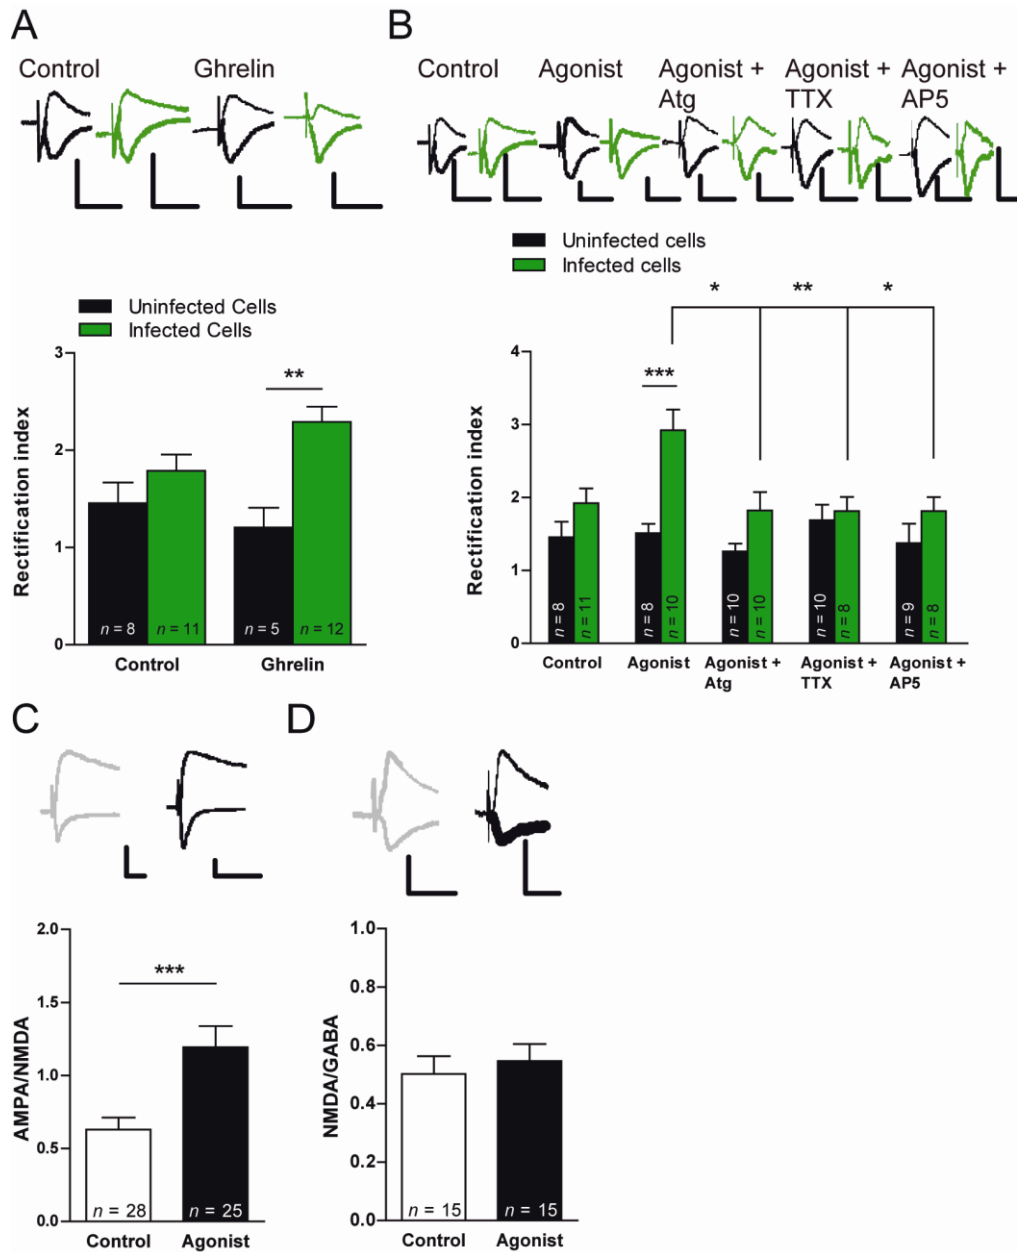 A
Control
Ghrelin
Uninfected Cells
Infected Cells
Rectification index
3
2
1
0
**
n = 8
n = 11
n = 5
n = 12
Control
Ghrelin
B
Control
Agonist
Agonist +
Atg
Agonist +
TTX
Agonist +
AP5
Uninfected cells
Infected cells
*
**
*
***
Rectification index
4
3
2
1
0
n = 8
n = 11
n = 8
n = 10
n = 10
n = 10
n = 10
n = 8
n = 9
n = 8
Control
Agonist
Agonist +
Atg
Agonist +
TTX
Agonist +
AP5
C
AMPA/NMDA
2.0
1.5
1.0
0.5
0.0
***
n = 28
n = 25
Control
Agonist
D
NMDA/GABA
1.0
0.8
0.6
0.4
0.2
0.0
n = 15
n = 15
Control
Agonist